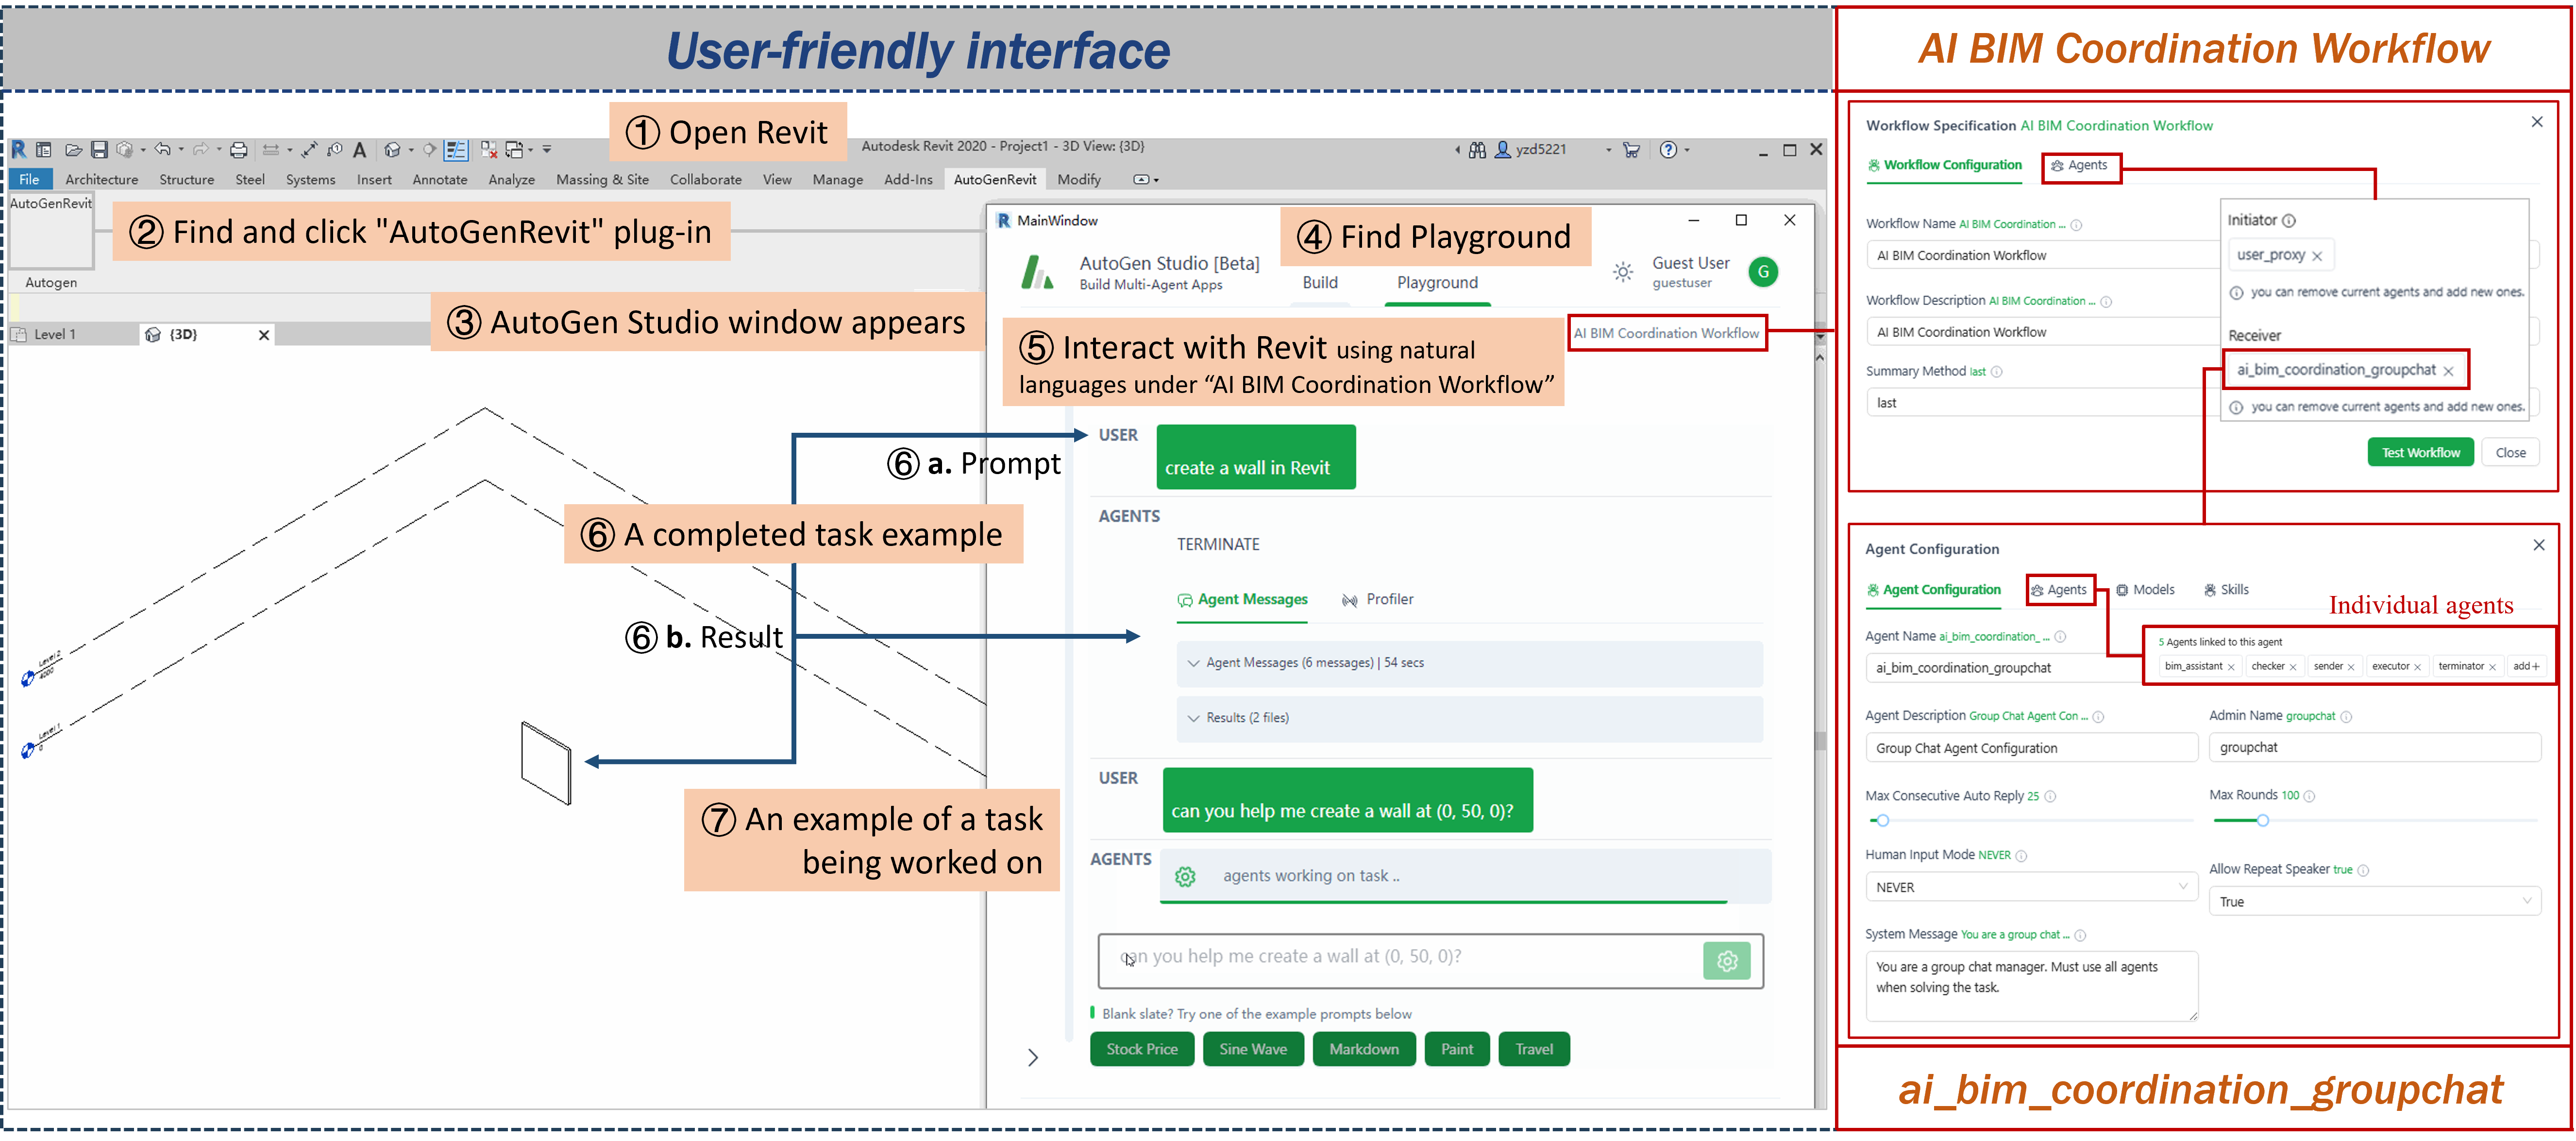 User-friendly interface
AI BIM Coordination Workflow
① Open Revit
Autodesk Revit 2020 - Project1 - 3D View: {3D}
yzd5221
File Architecture Structure Steel Systems Insert Annotate Analyze Massing & Site Collaborate View Manage Add-Ins AutoGenRevit Modify
AutoGenRevit
② Find and click "AutoGenRevit" plug-in
Autogen
③ AutoGen Studio window appears
Level 1 {3D}
MainWindow
④ Find Playground
AutoGen Studio [Beta]
Build Multi-Agent Apps
Build Playground
Guest User
guestuser
G
⑤ Interact with Revit using natural
languages under “AI BIM Coordination Workflow”
AI BIM Coordination Workflow
⑥ a. Prompt
⑥ A completed task example
⑥ b. Result
Level 2
4000
Level 1
0
⑦ An example of a task
being worked on
USER
create a wall in Revit
AGENTS
TERMINATE
Agent Messages Profiler
Agent Messages (6 messages) | 54 secs
Results (2 files)
USER
can you help me create a wall at (0, 50, 0)?
AGENTS
agents working on task ..
can you help me create a wall at (0, 50, 0)?
Blank slate? Try one of the example prompts below
Stock Price Sine Wave Markdown Paint Travel
Workflow Specification AI BIM Coordination Workflow
Workflow Configuration Agents
Workflow Name AI BIM Coordination ...
AI BIM Coordination Workflow
Workflow Description AI BIM Coordination ...
AI BIM Coordination Workflow
Summary Method last
last
Initiator
user_proxy
you can remove current agents and add new ones.
Receiver
ai_bim_coordination_groupchat
you can remove current agents and add new ones.
Test Workflow Close
Agent Configuration
Agent Configuration Agents Models Skills
Individual agents
Agent Name ai_bim_coordination_ ...
ai_bim_coordination_groupchat
5 Agents linked to this agent
bim_assistant checker sender executor terminator add+
Agent Description Group Chat Agent Con ...
Group Chat Agent Configuration
Admin Name groupchat
groupchat
Max Consecutive Auto Reply 25
Max Rounds 100
Human Input Mode NEVER
NEVER
Allow Repeat Speaker true
True
System Message You are a group chat ...
You are a group chat manager. Must use all agents
when solving the task.
ai_bim_coordination_groupchat